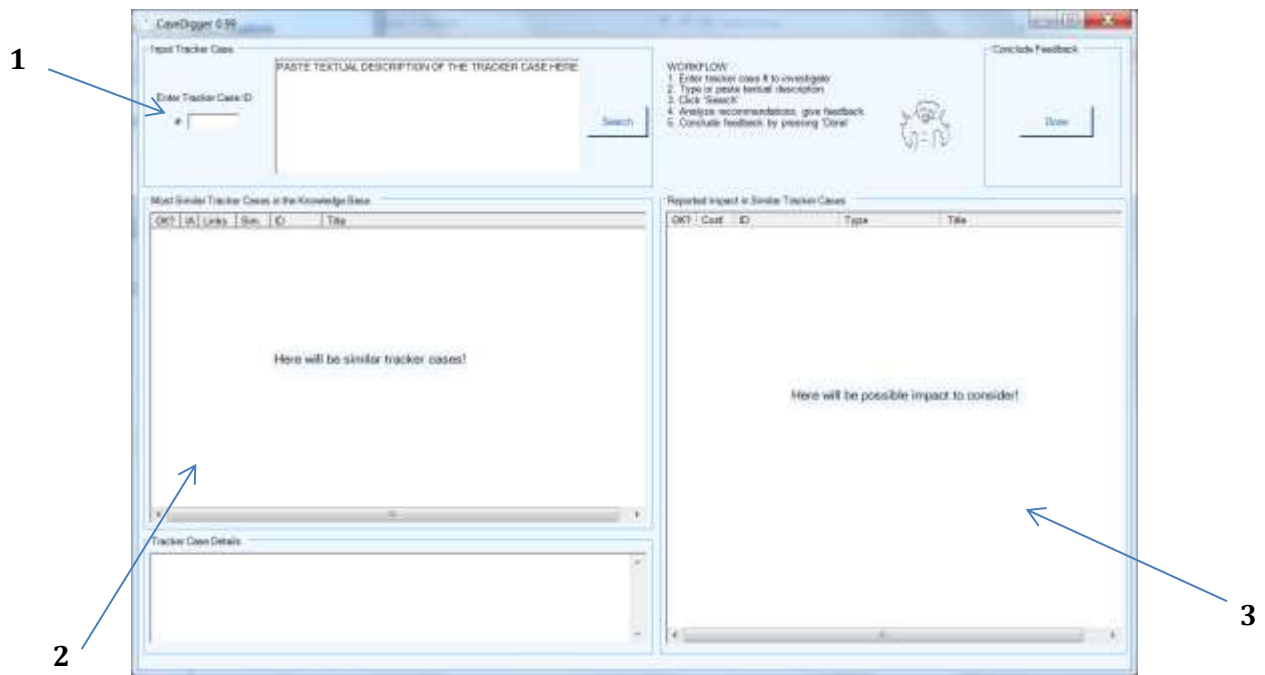 CaveDigger 0.99
1
Input Tracker Case
PASTE TEXTUAL DESCRIPTION OF THE TRACKER CASE HERE
Enter Tracker Case ID
#
Search
WORKFLOW
1. Enter tracker case # to investigate
2. Type or paste textual description
3. Click 'Search'
4. Analyze recommendations, give feedback
5. Conclude feedback by pressing 'Done'
Conclude Feedback
Done
Most Similar Tracker Cases in the Knowledge Base
OK? IA Links Sim. ID Title
Here will be similar tracker cases!
Tracker Case Details
2
Reported Impact in Similar Tracker Cases
OK? Conf ID Type Title
Here will be possible impact to consider!
3